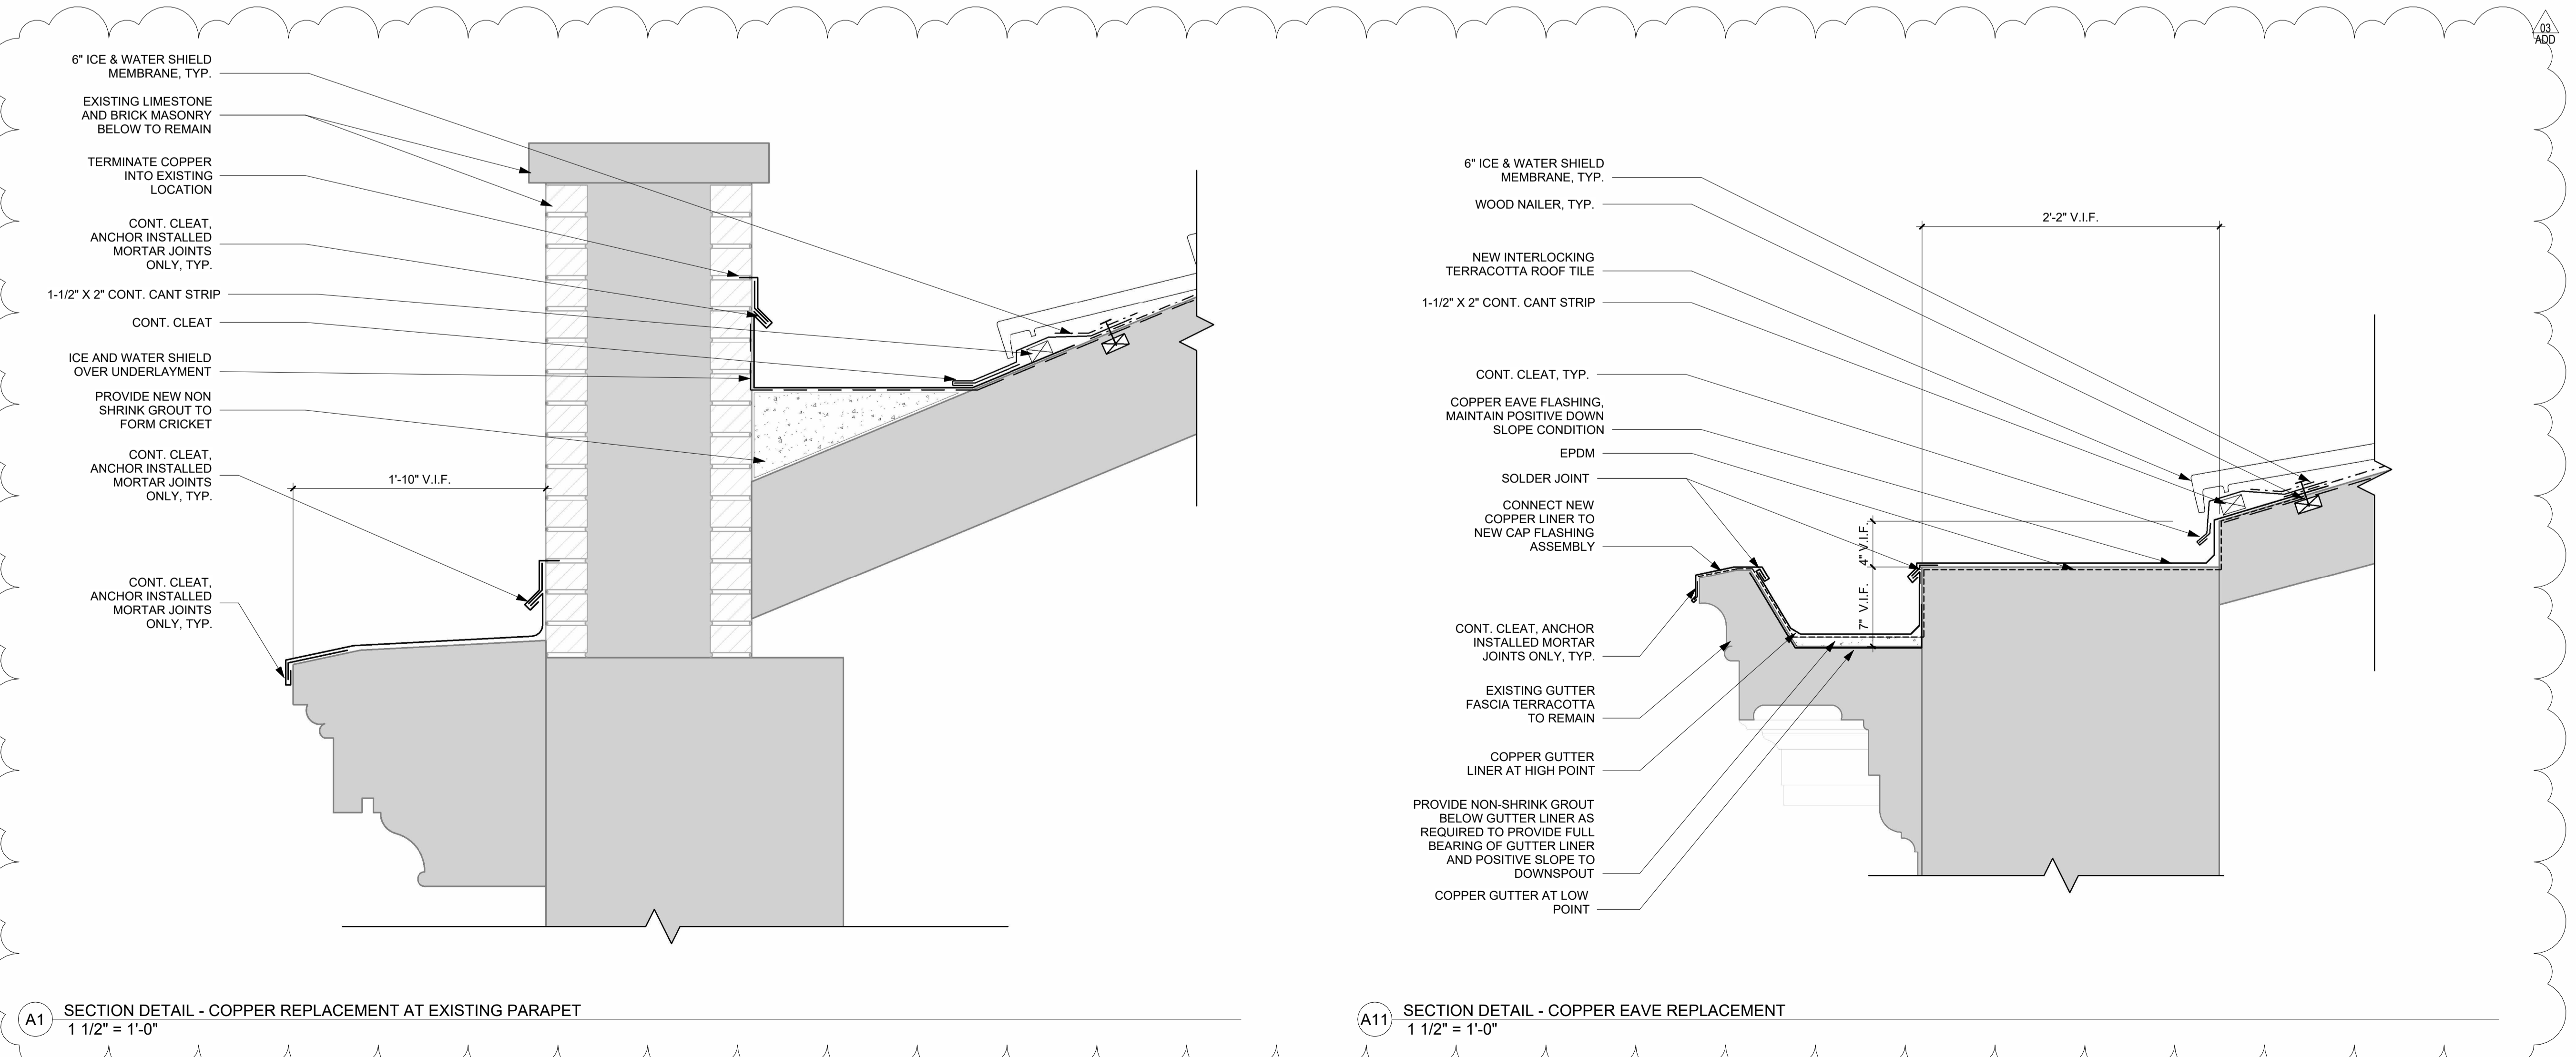 03
ADD
6" ICE & WATER SHIELD
MEMBRANE, TYP.
EXISTING LIMESTONE
AND BRICK MASONRY
BELOW TO REMAIN
TERMINATE COPPER
INTO EXISTING
LOCATION
CONT. CLEAT,
ANCHOR INSTALLED
MORTAR JOINTS
ONLY, TYP.
1-1/2" X 2" CONT. CANT STRIP
CONT. CLEAT
ICE AND WATER SHIELD
OVER UNDERLAYMENT
PROVIDE NEW NON
SHRINK GROUT TO
FORM CRICKET
CONT. CLEAT,
ANCHOR INSTALLED
MORTAR JOINTS
ONLY, TYP.
1'-10" V.I.F.
CONT. CLEAT,
ANCHOR INSTALLED
MORTAR JOINTS
ONLY, TYP.
A1
SECTION DETAIL - COPPER REPLACEMENT AT EXISTING PARAPET
1 1/2" = 1'-0"
6" ICE & WATER SHIELD
MEMBRANE, TYP.
WOOD NAILER, TYP.
2'-2" V.I.F.
NEW INTERLOCKING
TERRACOTTA ROOF TILE
1-1/2" X 2" CONT. CANT STRIP
CONT. CLEAT, TYP.
COPPER EAVE FLASHING,
MAINTAIN POSITIVE DOWN
SLOPE CONDITION
EPDM
SOLDER JOINT
CONNECT NEW
COPPER LINER TO
NEW CAP FLASHING
ASSEMBLY
4" V.I.F.
7" V.I.F.
CONT. CLEAT, ANCHOR
INSTALLED MORTAR
JOINTS ONLY, TYP.
EXISTING GUTTER
FASCIA TERRACOTTA
TO REMAIN
COPPER GUTTER
LINER AT HIGH POINT
PROVIDE NON-SHRINK GROUT
BELOW GUTTER LINER AS
REQUIRED TO PROVIDE FULL
BEARING OF GUTTER LINER
AND POSITIVE SLOPE TO
DOWNSPOUT
COPPER GUTTER AT LOW
POINT
A11
SECTION DETAIL - COPPER EAVE REPLACEMENT
1 1/2" = 1'-0"